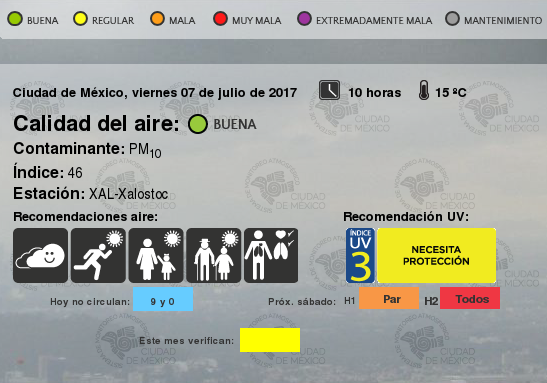 BUENA REGULAR MALA MUY MALA EXTREMADAMENTE MALA MANTENIMIENTO
Ciudad de México, viernes 07 de julio de 2017 10 horas 15 ºC
Calidad del aire: BUENA
Contaminante: PM10
Índice: 46
Estación: XAL-Xalostoc
Recomendaciones aire: Recomendación UV:
ÍNDICE
UV
3
NECESITA
PROTECCIÓN
Hoy no circulan: 9 y 0 Próx. sábado: H1 Par H2 Todos
Este mes verifican:
CIUDAD
DE MÉXICO